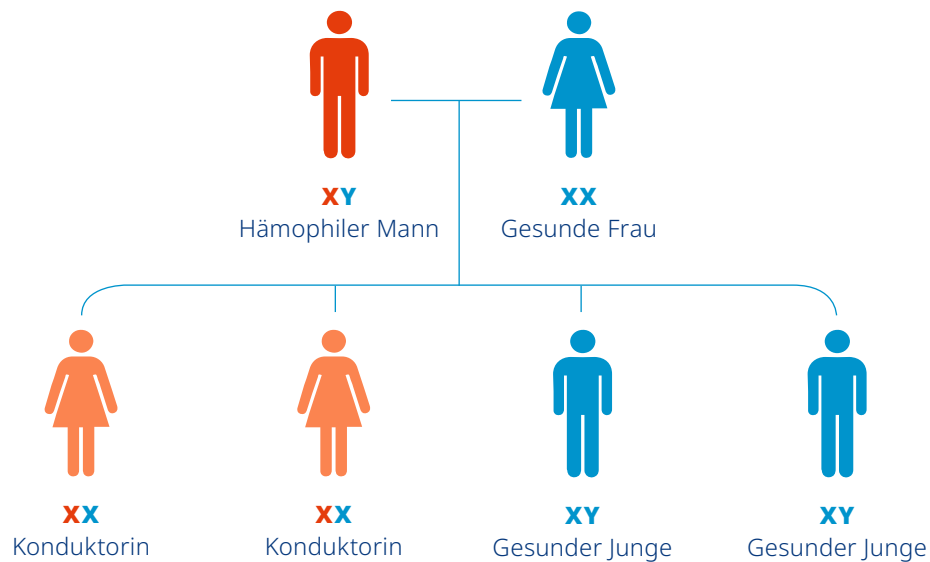 XY
Hämophiler Mann
XX
Gesunde Frau
XX
Konduktorin
XX
Konduktorin
XY
Gesunder Junge
XY
Gesunder Junge